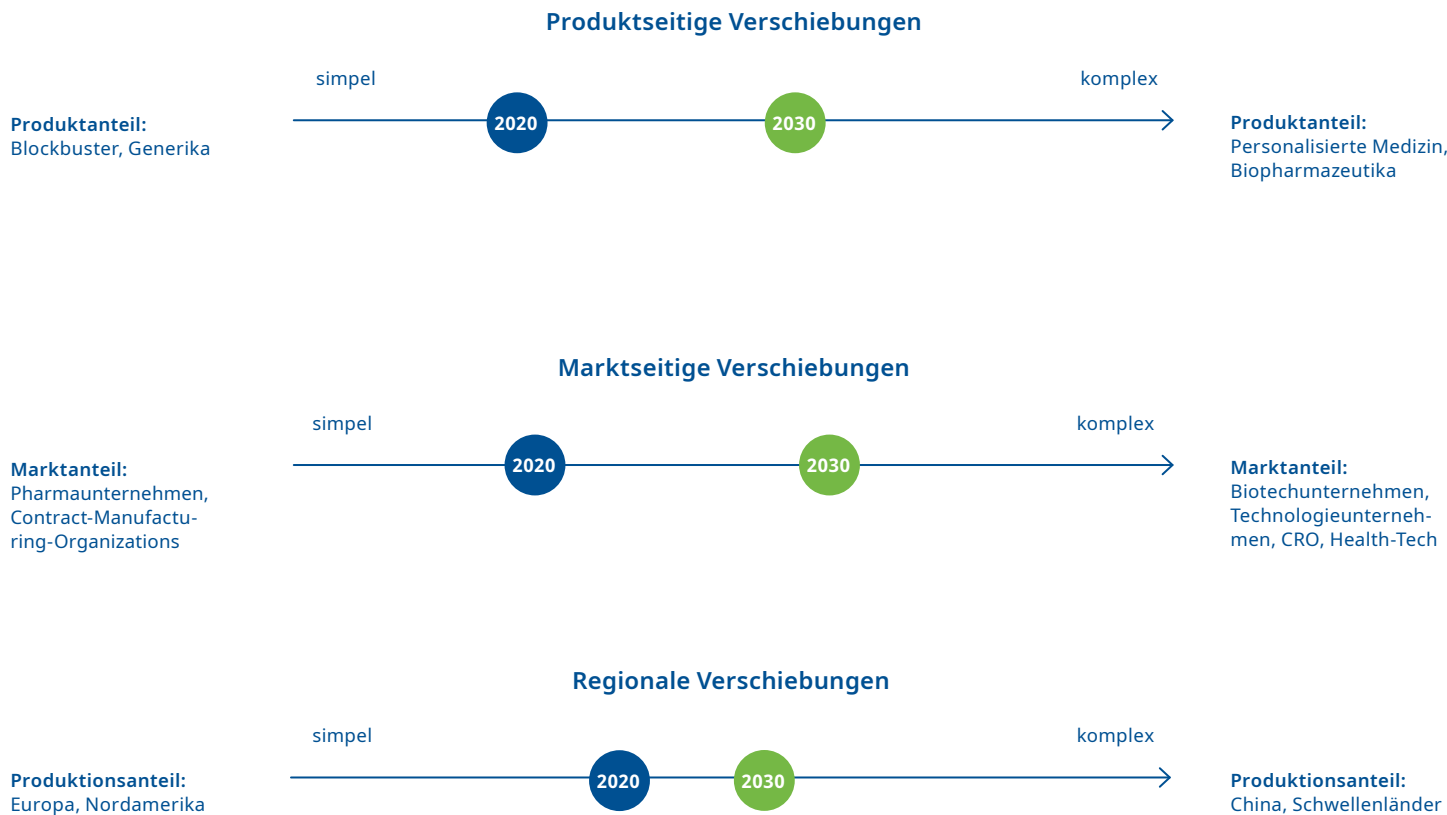 Produktseitige Verschiebungen
simpel
komplex
Produktanteil:
Blockbuster, Generika
2020
2030
Produktanteil:
Personalisierte Medizin,
Biopharmazeutika
Marktseitige Verschiebungen
simpel
komplex
Marktanteil:
Pharmaunternehmen,
Contract-Manufactu-
ring-Organizations
2020
2030
Marktanteil:
Biotechunternehmen,
Technologieunterneh-
men, CRO, Health-Tech
Regionale Verschiebungen
simpel
komplex
Produktionsanteil:
Europa, Nordamerika
2020
2030
Produktionsanteil:
China, Schwellenländer